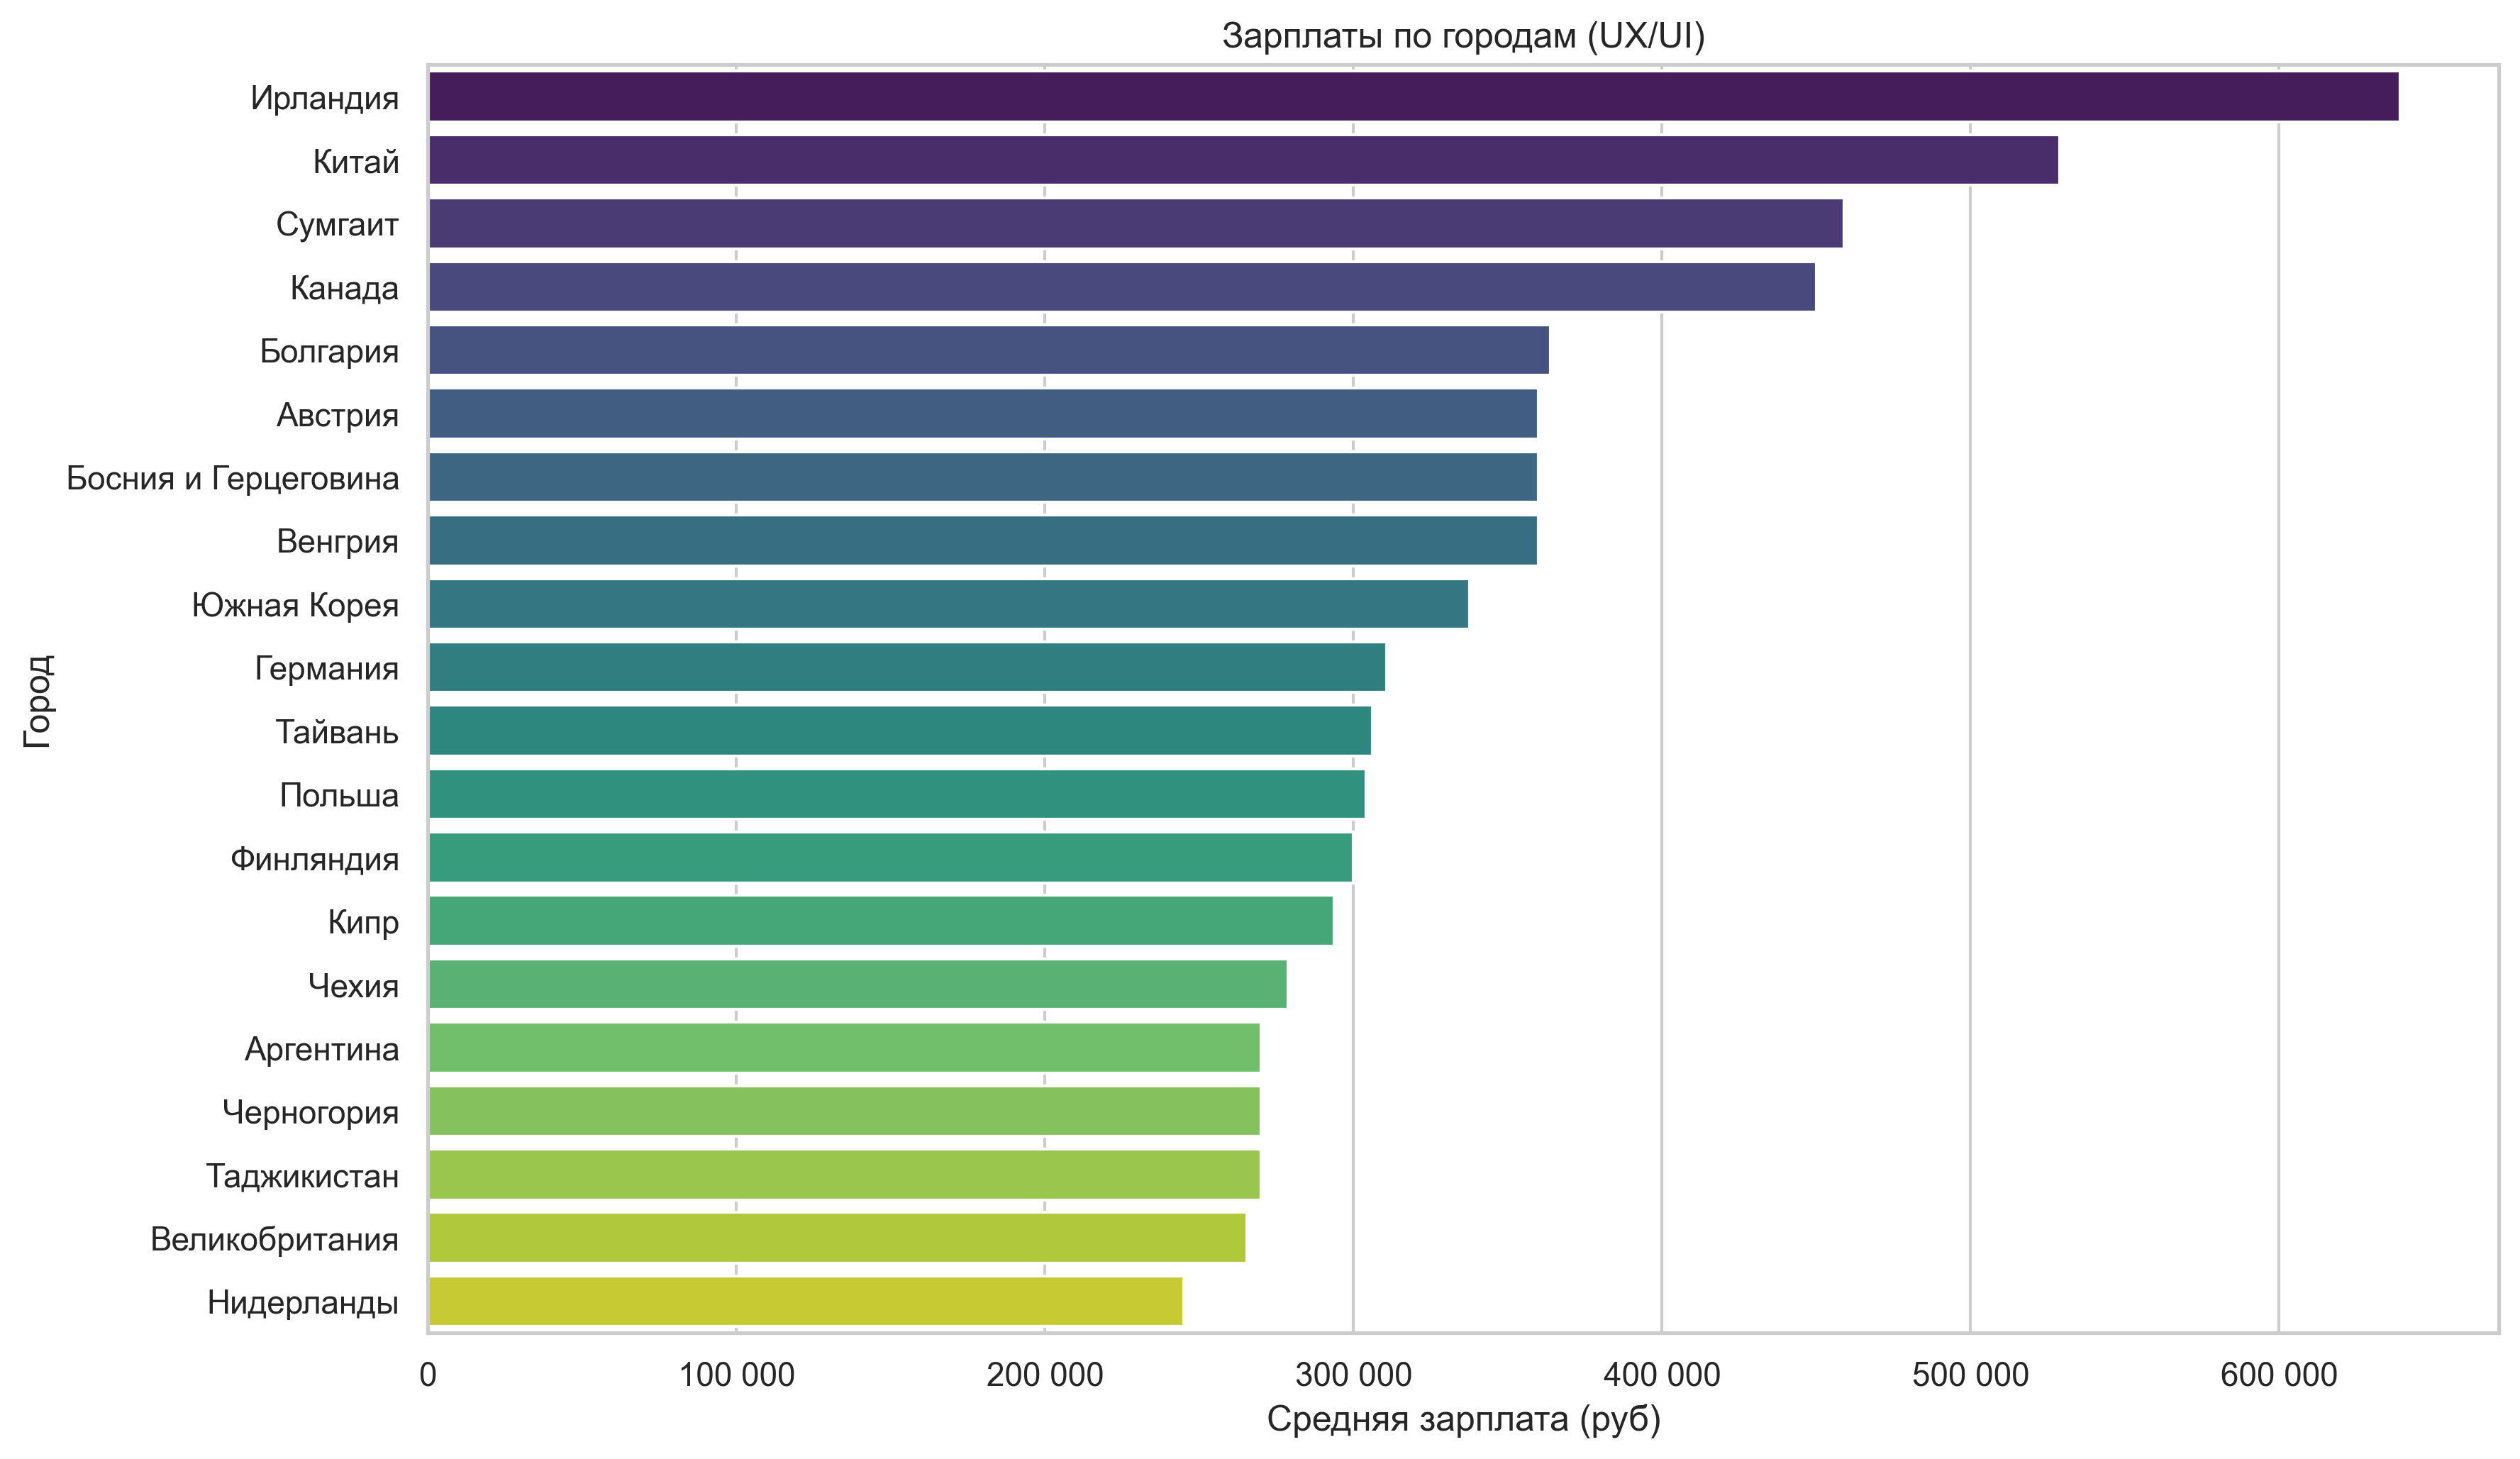 Зарплаты по городам (UX/UI)
Ирландия
Китай
Сумгаит
Канада
Болгария
Австрия
Босния и Герцеговина
Венгрия
Южная Корея
Германия
Тайвань
Польша
Финляндия
Кипр
Чехия
Аргентина
Черногория
Таджикистан
Великобритания
Нидерланды
Город
0 100 000 200 000 300 000 400 000 500 000 600 000
Средняя зарплата (руб)